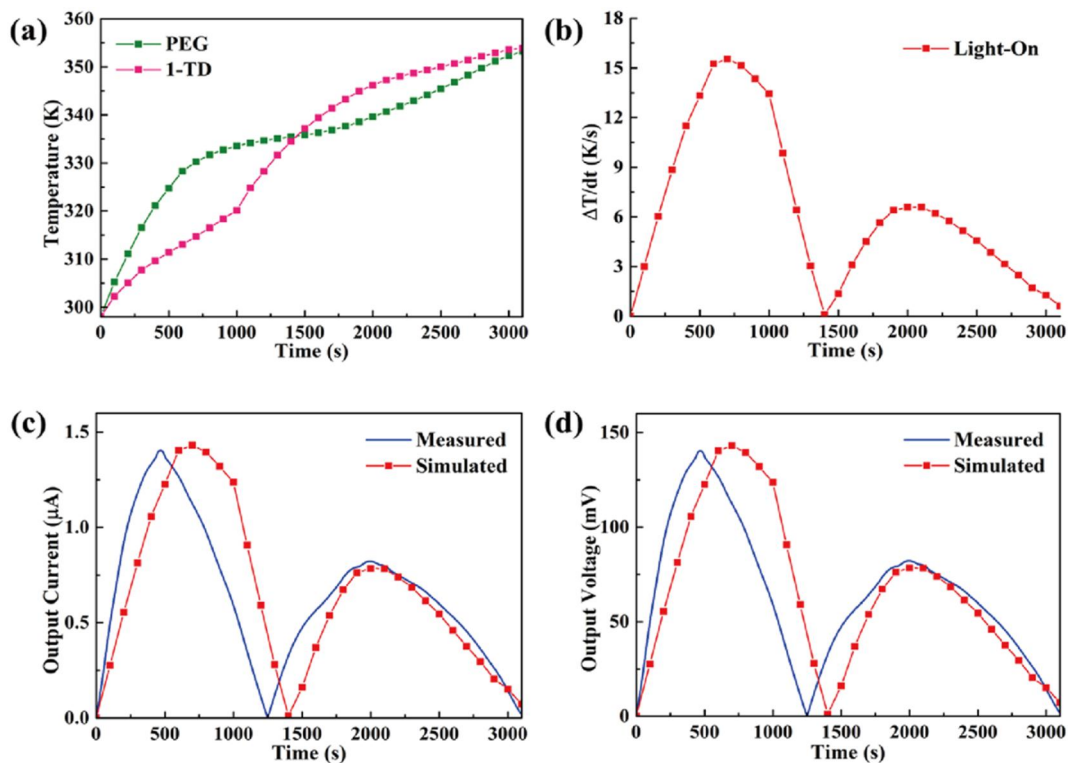 (a)
PEG
1-TD
Temperature (K)
360
350
340
330
320
310
300
0 500 1000 1500 2000 2500 3000
Time (s)
(b)
Light-On
ΔT/dt (K/s)
18
15
12
9
6
3
0
0 500 1000 1500 2000 2500 3000
Time (s)
(c)
Measured
Simulated
Output Current (μA)
1.5
1.0
0.5
0.0
0 500 1000 1500 2000 2500 3000
Time (s)
(d)
Measured
Simulated
Output Voltage (mV)
150
100
50
0
0 500 1000 1500 2000 2500 3000
Time (s)